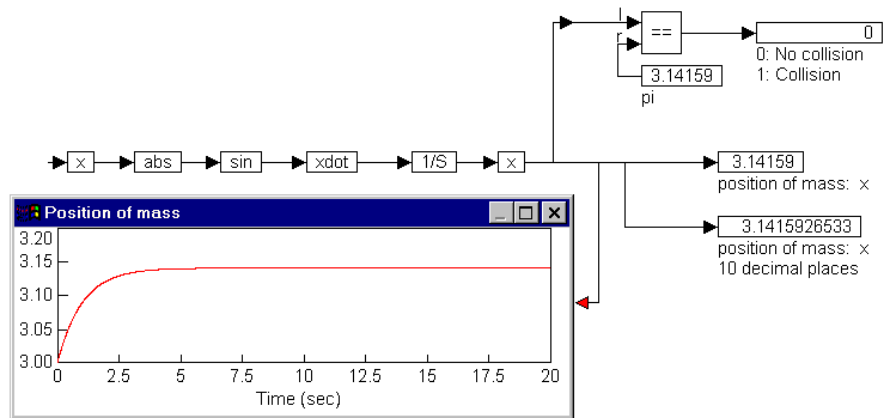 l
r
==
0
0: No collision
1: Collision
3.14159
pi
x
abs
sin
xdot
1/S
x
3.14159
position of mass: x
3.1415926533
position of mass: x
10 decimal places
Position of mass
3.20
3.15
3.10
3.05
3.00
0 2.5 5 7.5 10 12.5 15 17.5 20
Time (sec)